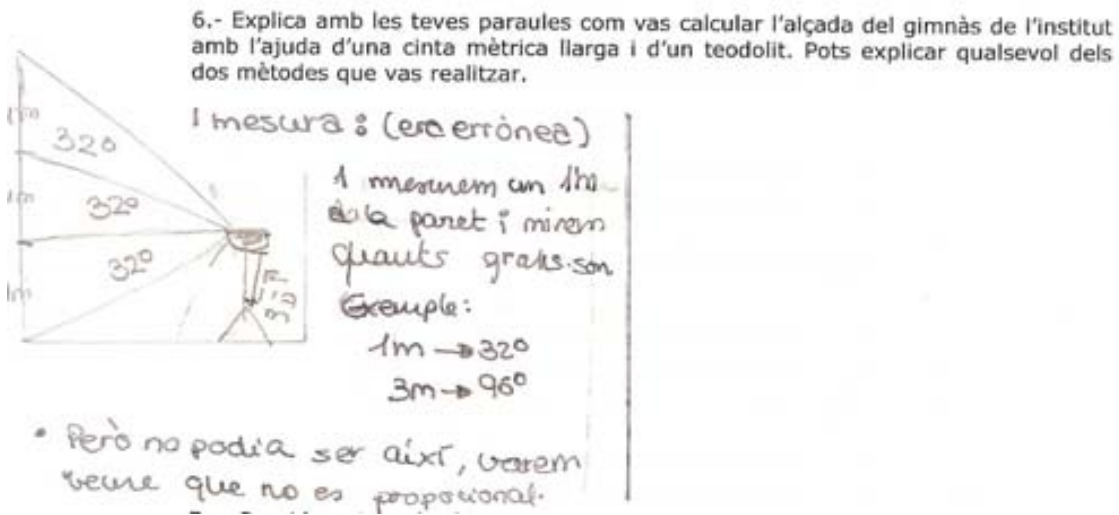 6.- Explica amb les teves paraules com vas calcular l'alçada del gimnàs de l'institut
amb l'ajuda d'una cinta mètrica llarga i d'un teodolit. Pots explicar qualsevol dels
dos mètodes que vas realitzar.
1 mesura: (era errònea)
1 mesurem un 1m
de la paret i mirem
quants graus son
Exemple:
1m → 32º
3m → 96º
• Però no podia ser així, varem
veure que no es proporcional.
1m
32º
1m
32º
32º
m